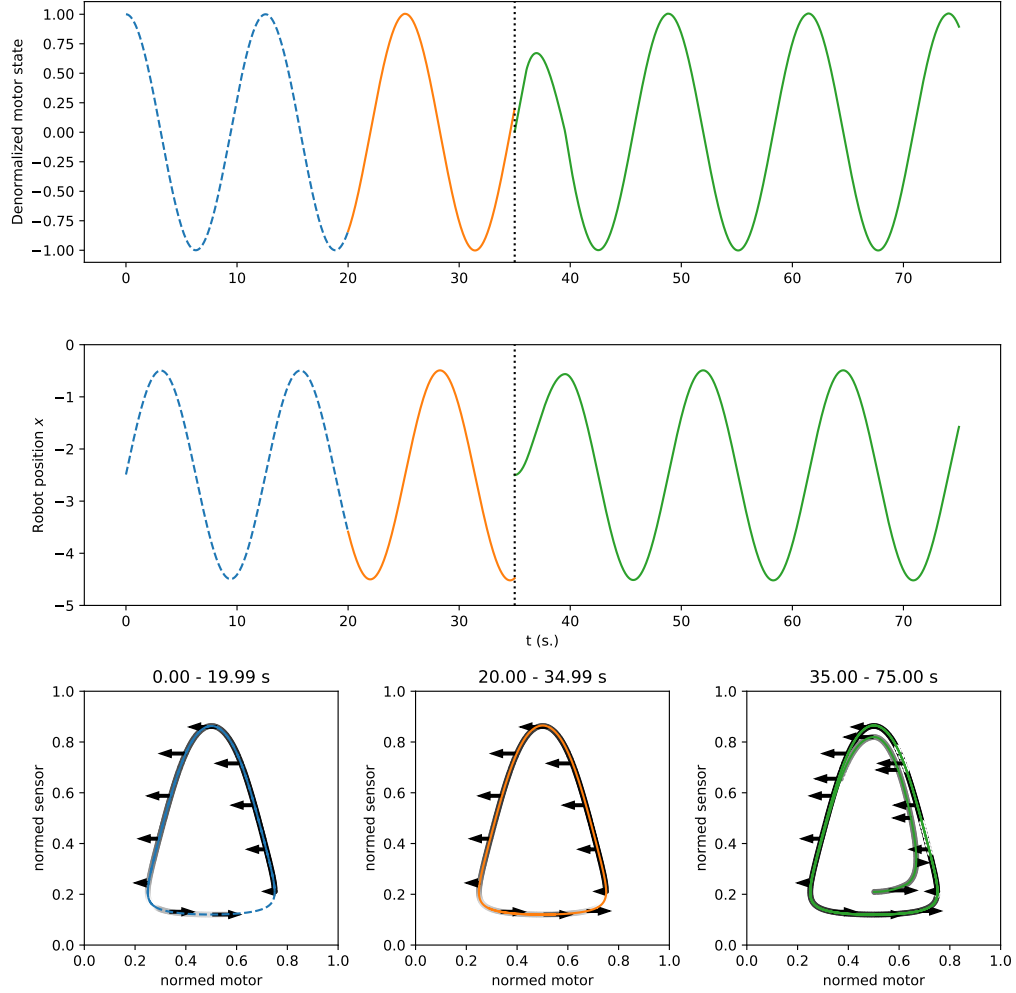 Denormalized motor state
1.00
0.75
0.50
0.25
0.00
−0.25
−0.50
−0.75
−1.00
0 10 20 30 40 50 60 70
Robot position x
0
−1
−2
−3
−4
−5
0 10 20 30 40 50 60 70
t (s.)
0.00 - 19.99 s
normed sensor
1.0
0.8
0.6
0.4
0.2
0.0
0.0 0.2 0.4 0.6 0.8 1.0
normed motor
20.00 - 34.99 s
normed sensor
1.0
0.8
0.6
0.4
0.2
0.0
0.0 0.2 0.4 0.6 0.8 1.0
normed motor
35.00 - 75.00 s
normed sensor
1.0
0.8
0.6
0.4
0.2
0.0
0.0 0.2 0.4 0.6 0.8 1.0
normed motor